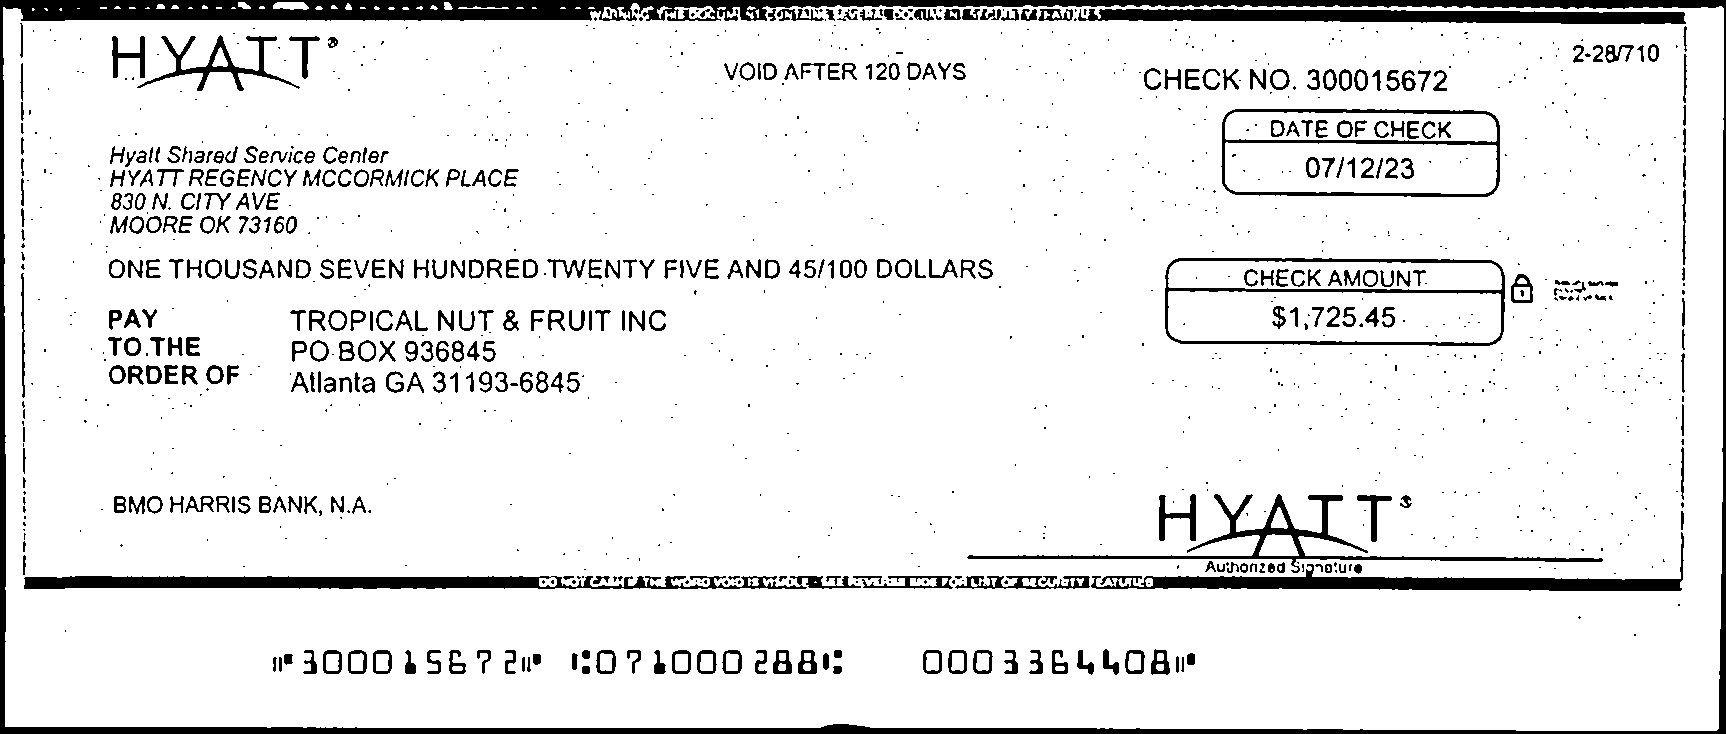 WARNING THIS DOCUMENT CONTAINS SEVERAL DOCUMENT SECURITY FEATURES
HYATT®
VOID AFTER 120 DAYS
CHECK NO. 300015672
2-28/710
DATE OF CHECK
07/12/23
Hyatt Shared Service Center
HYATT REGENCY MCCORMICK PLACE
830 N. CITY AVE
MOORE OK 73160
ONE THOUSAND SEVEN HUNDRED TWENTY FIVE AND 45/100 DOLLARS
CHECK AMOUNT
$1,725.45
PAY TROPICAL NUT & FRUIT INC
TO THE PO BOX 936845
ORDER OF Atlanta GA 31193-6845
BMO HARRIS BANK, N.A.
HYATT®
Authorized Signature
DO NOT CASH IF THE WORD VOID IS VISIBLE - SEE REVERSE SIDE FOR LIST OF SECURITY FEATURES
⑈300015672⑈ ⑆071000288⑆ 0003364408⑈